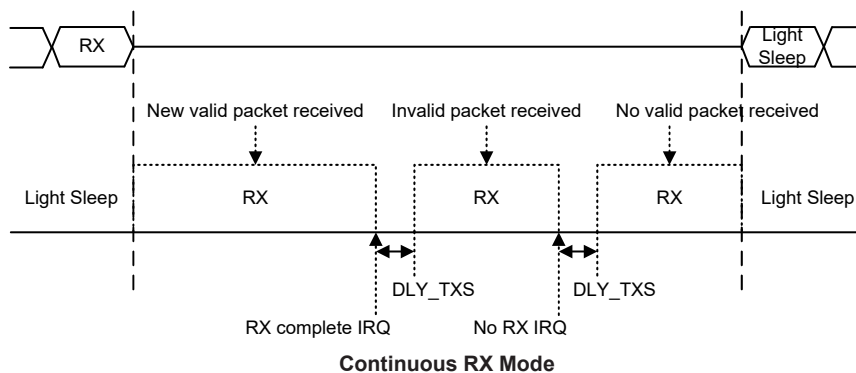 RX
Light
Sleep
New valid packet received
Invalid packet received
No valid packet received
Light Sleep
RX
RX
RX
Light Sleep
DLY_TXS
DLY_TXS
RX complete IRQ
No RX IRQ
Continuous RX Mode